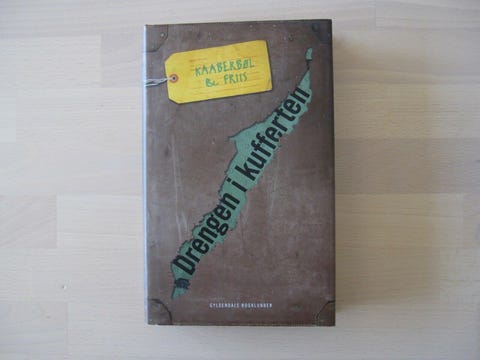 KAABERBØL
& FRIIS
Drengen i kufferten
GYLDENDALS BOGKLUBBER